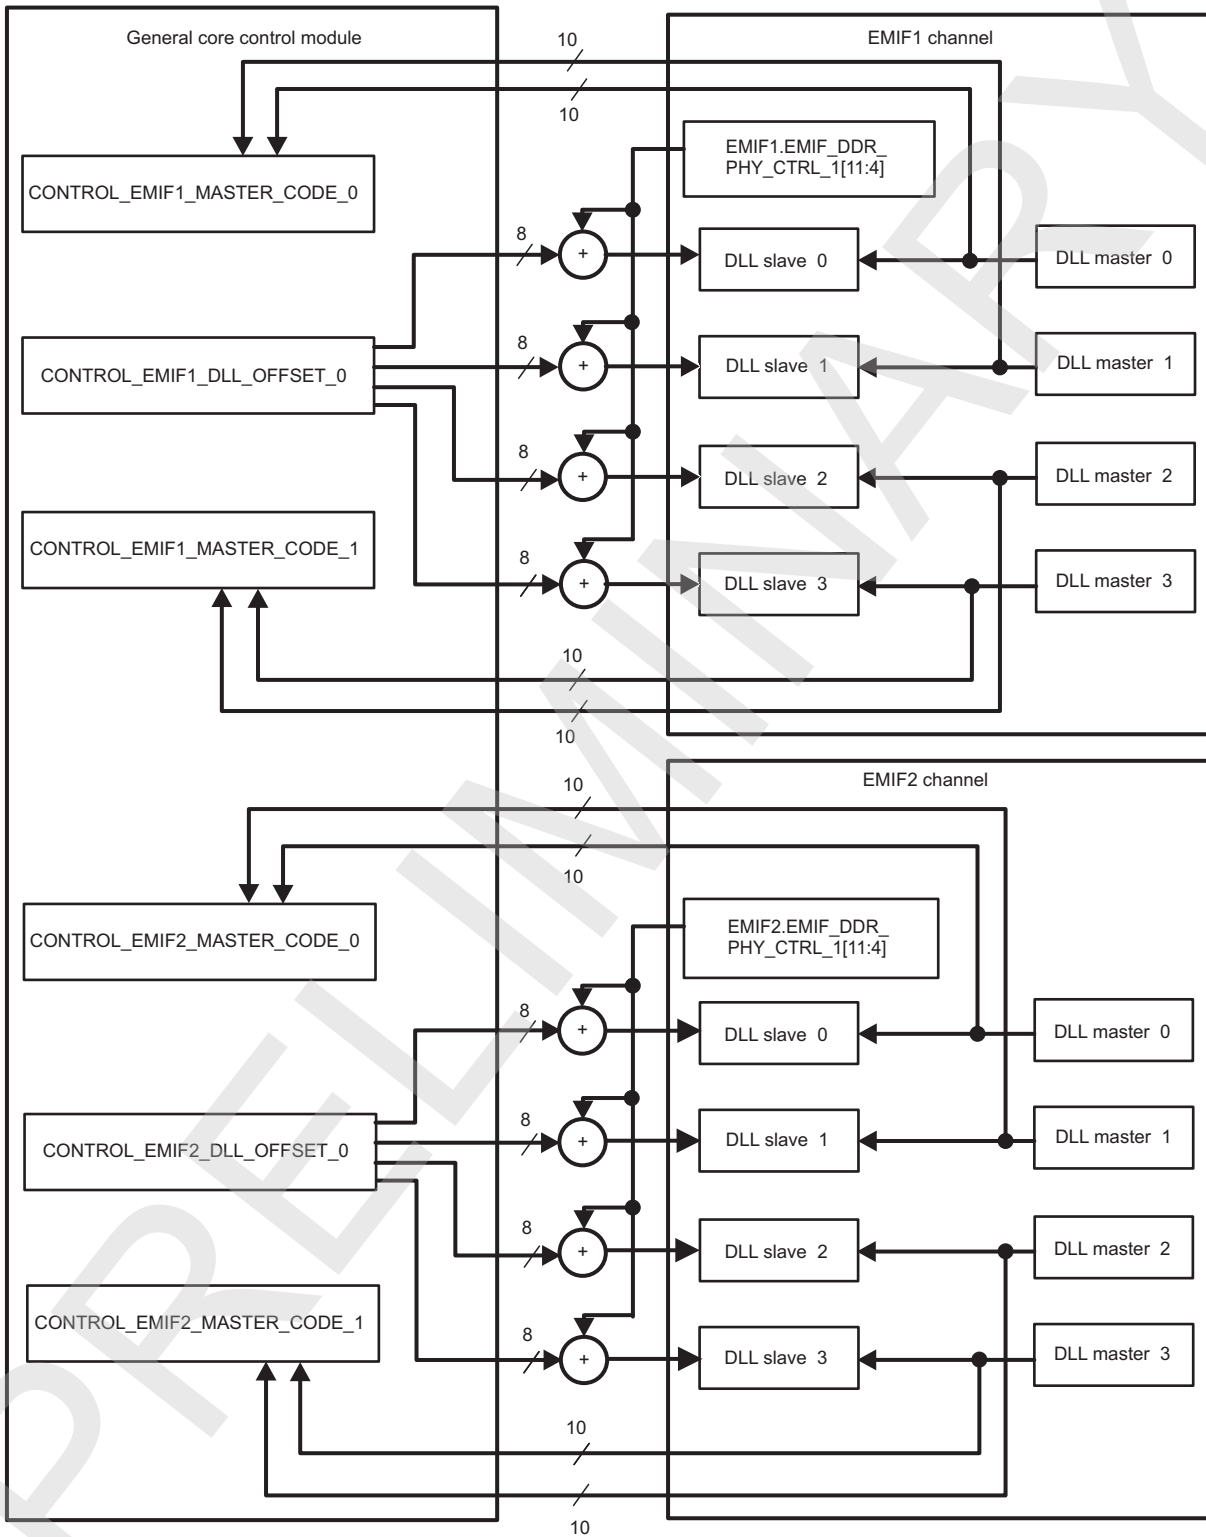 General core control module
EMIF1 channel
10
10
CONTROL_EMIF1_MASTER_CODE_0
EMIF1.EMIF_DDR_
PHY_CTRL_1[11:4]
8
+
DLL slave 0
DLL master 0
CONTROL_EMIF1_DLL_OFFSET_0
8
+
DLL slave 1
DLL master 1
8
+
DLL slave 2
DLL master 2
CONTROL_EMIF1_MASTER_CODE_1
8
+
DLL slave 3
DLL master 3
10
10
EMIF2 channel
10
10
CONTROL_EMIF2_MASTER_CODE_0
EMIF2.EMIF_DDR_
PHY_CTRL_1[11:4]
8
+
DLL slave 0
DLL master 0
CONTROL_EMIF2_DLL_OFFSET_0
8
+
DLL slave 1
DLL master 1
8
+
DLL slave 2
DLL master 2
CONTROL_EMIF2_MASTER_CODE_1
8
+
DLL slave 3
DLL master 3
10
10
PRELIMINARY